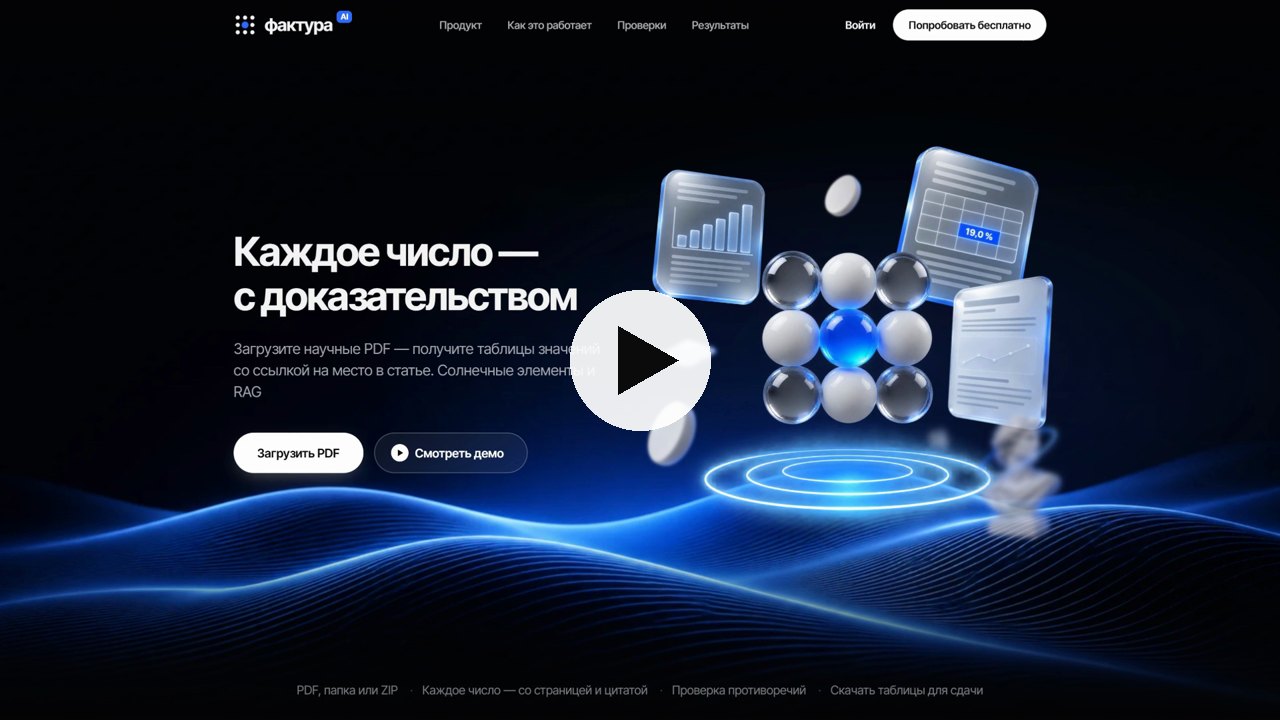 фактура AI
Продукт Как это работает Проверки Результаты
Войти Попробовать бесплатно
Каждое число —
с доказательством
Загрузите научные PDF — получите таблицы значений
со ссылкой на место в статье. Солнечные элементы и
RAG
Загрузить PDF Смотреть демо
19,0 %
PDF, папка или ZIP · Каждое число — со страницей и цитатой · Проверка противоречий · Скачать таблицы для сдачи